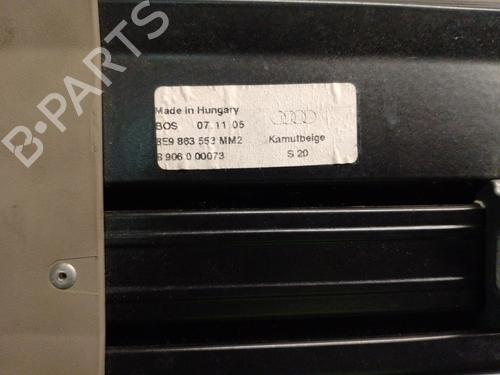 B-PARTS
Made in Hungary
BOS 07.11.05
8E9 863 553 MM2 Kamutbeige
8 906 0 00073 S 20